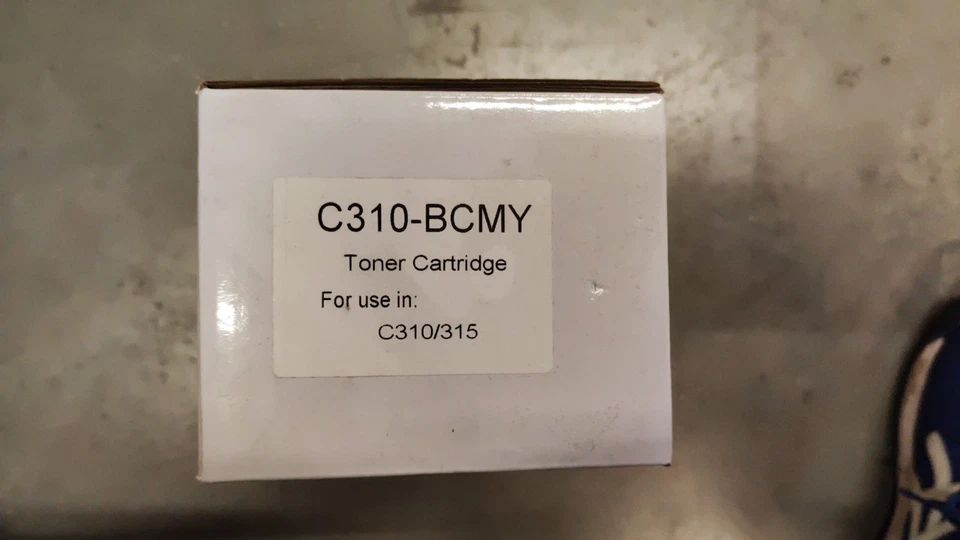 C310-BCMY
Toner Cartridge
For use in:
C310/315